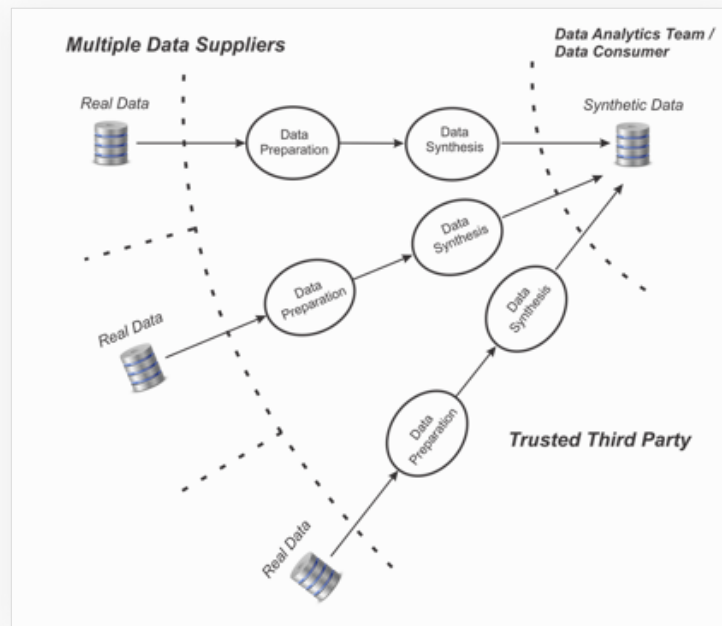 Multiple Data Suppliers
Data Analytics Team /
Data Consumer
Real Data
Data
Preparation
Data
Synthesis
Synthetic Data
Real Data
Data
Preparation
Data
Synthesis
Real Data
Data
Preparation
Data
Synthesis
Trusted Third Party